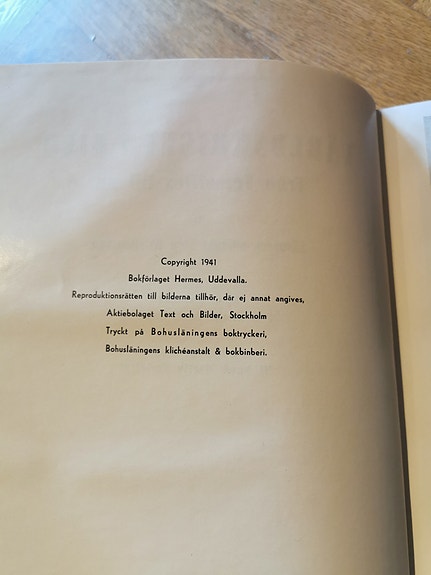 Copyright 1941
Bokförlaget Hermes, Uddevalla.
Reproduktionsrätten till bilderna tillhör, där ej annat angives,
Aktiebolaget Text och Bilder, Stockholm
Tryckt på Bohusläningens boktryckeri,
Bohusläningens klichéanstalt & bokbinberi.